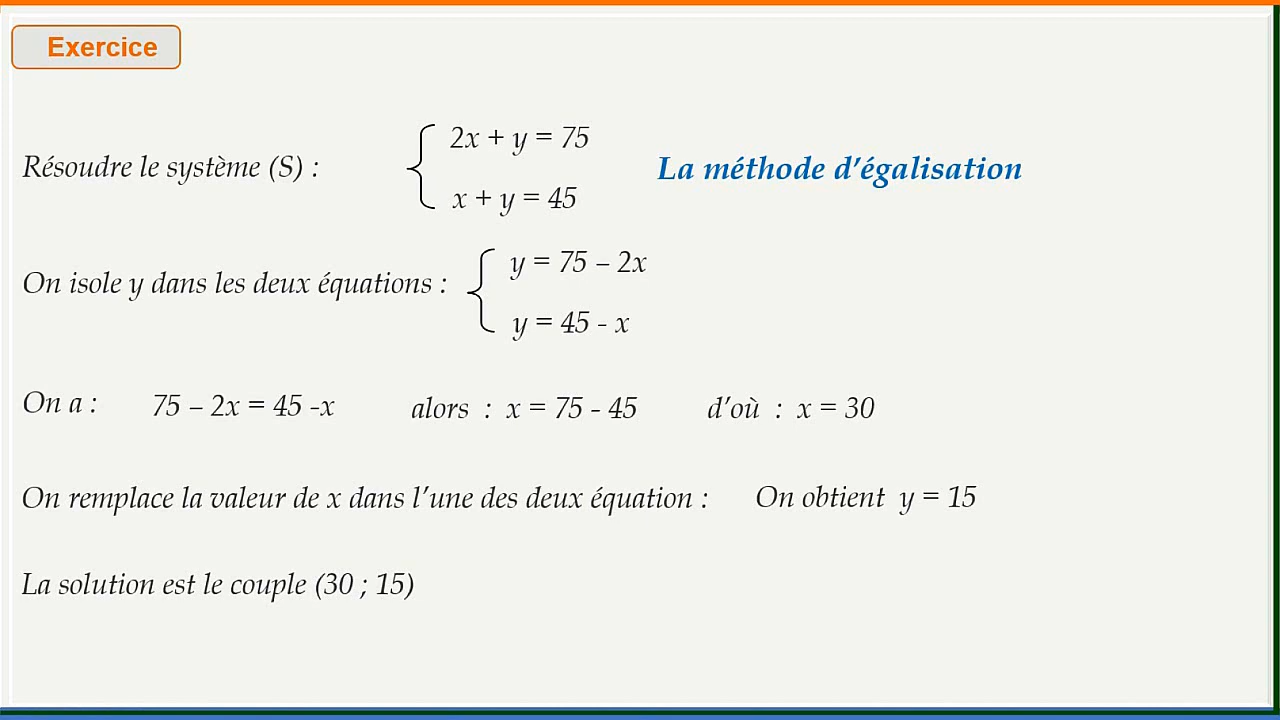 Exercice
2x + y = 75
Résoudre le système (S) :
La méthode d’égalisation
x + y = 45
y = 75 – 2x
On isole y dans les deux équations :
y = 45 - x
On a : 75 – 2x = 45 -x alors : x = 75 - 45 d’où : x = 30
On remplace la valeur de x dans l’une des deux équation : On obtient y = 15
La solution est le couple (30 ; 15)